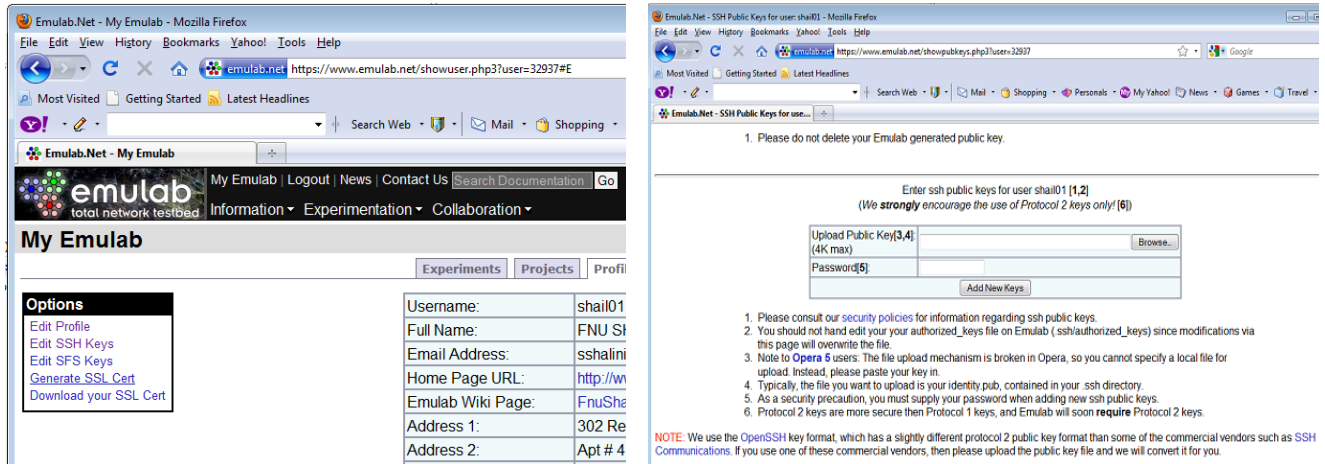 Emulab.Net - My Emulab - Mozilla Firefox
File Edit View History Bookmarks Yahoo! Tools Help
emulab.net https://www.emulab.net/showuser.php3?user=32937#E
Most Visited Getting Started Latest Headlines
Y! Search Web Mail Shopping
Emulab.Net - My Emulab
emulab
total network testbed
My Emulab | Logout | News | Contact Us Search Documentation Go
Information Experimentation Collaboration
My Emulab
Experiments Projects Profil
Options
Edit Profile
Edit SSH Keys
Edit SFS Keys
Generate SSL Cert
Download your SSL Cert
Username: shail01
Full Name: FNU SH
Email Address: sshalini
Home Page URL: http://ww
Emulab Wiki Page: FnuSha
Address 1: 302 Re
Address 2: Apt # 4
Emulab.Net - SSH Public Keys for user: shail01 - Mozilla Firefox
File Edit View History Bookmarks Yahoo! Tools Help
emulab.net https://www.emulab.net/showpubkeys.php3?user=32937 Google
Most Visited Getting Started Latest Headlines
Y! Search Web Mail Shopping Personals My Yahoo! News Games Travel
Emulab.Net - SSH Public Keys for use...
1. Please do not delete your Emulab generated public key.
Enter ssh public keys for user shail01 [1,2]
(We strongly encourage the use of Protocol 2 keys only! [6])
Upload Public Key[3,4]: Browse..
(4K max)
Password[5]:
Add New Keys
1. Please consult our security policies for information regarding ssh public keys.
2. You should not hand edit your your authorized_keys file on Emulab (.ssh/authorized_keys) since modifications via
this page will overwrite the file.
3. Note to Opera 5 users: The file upload mechanism is broken in Opera, so you cannot specify a local file for
upload. Instead, please paste your key in.
4. Typically, the file you want to upload is your identity.pub, contained in your .ssh directory.
5. As a security precaution, you must supply your password when adding new ssh public keys.
6. Protocol 2 keys are more secure then Protocol 1 keys, and Emulab will soon require Protocol 2 keys.
NOTE: We use the OpenSSH key format, which has a slightly different protocol 2 public key format than some of the commercial vendors such as SSH
Communications. If you use one of these commercial vendors, then please upload the public key file and we will convert it for you.